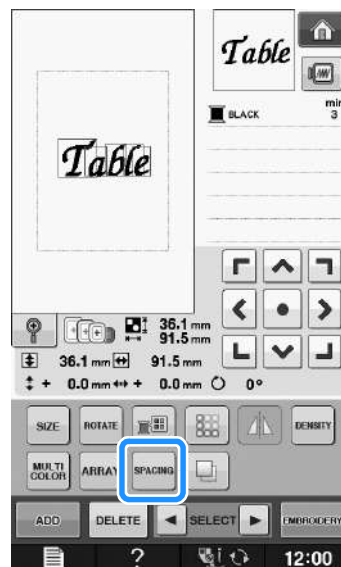 Table
BLACK
min
3
Table
36.1 mm
91.5 mm
36.1 mm 91.5 mm
+ 0.0 mm + 0.0 mm 0°
SIZE ROTATE DENSITY
MULTI COLOR ARRAY SPACING
ADD DELETE SELECT EMBROIDERY
? 12:00